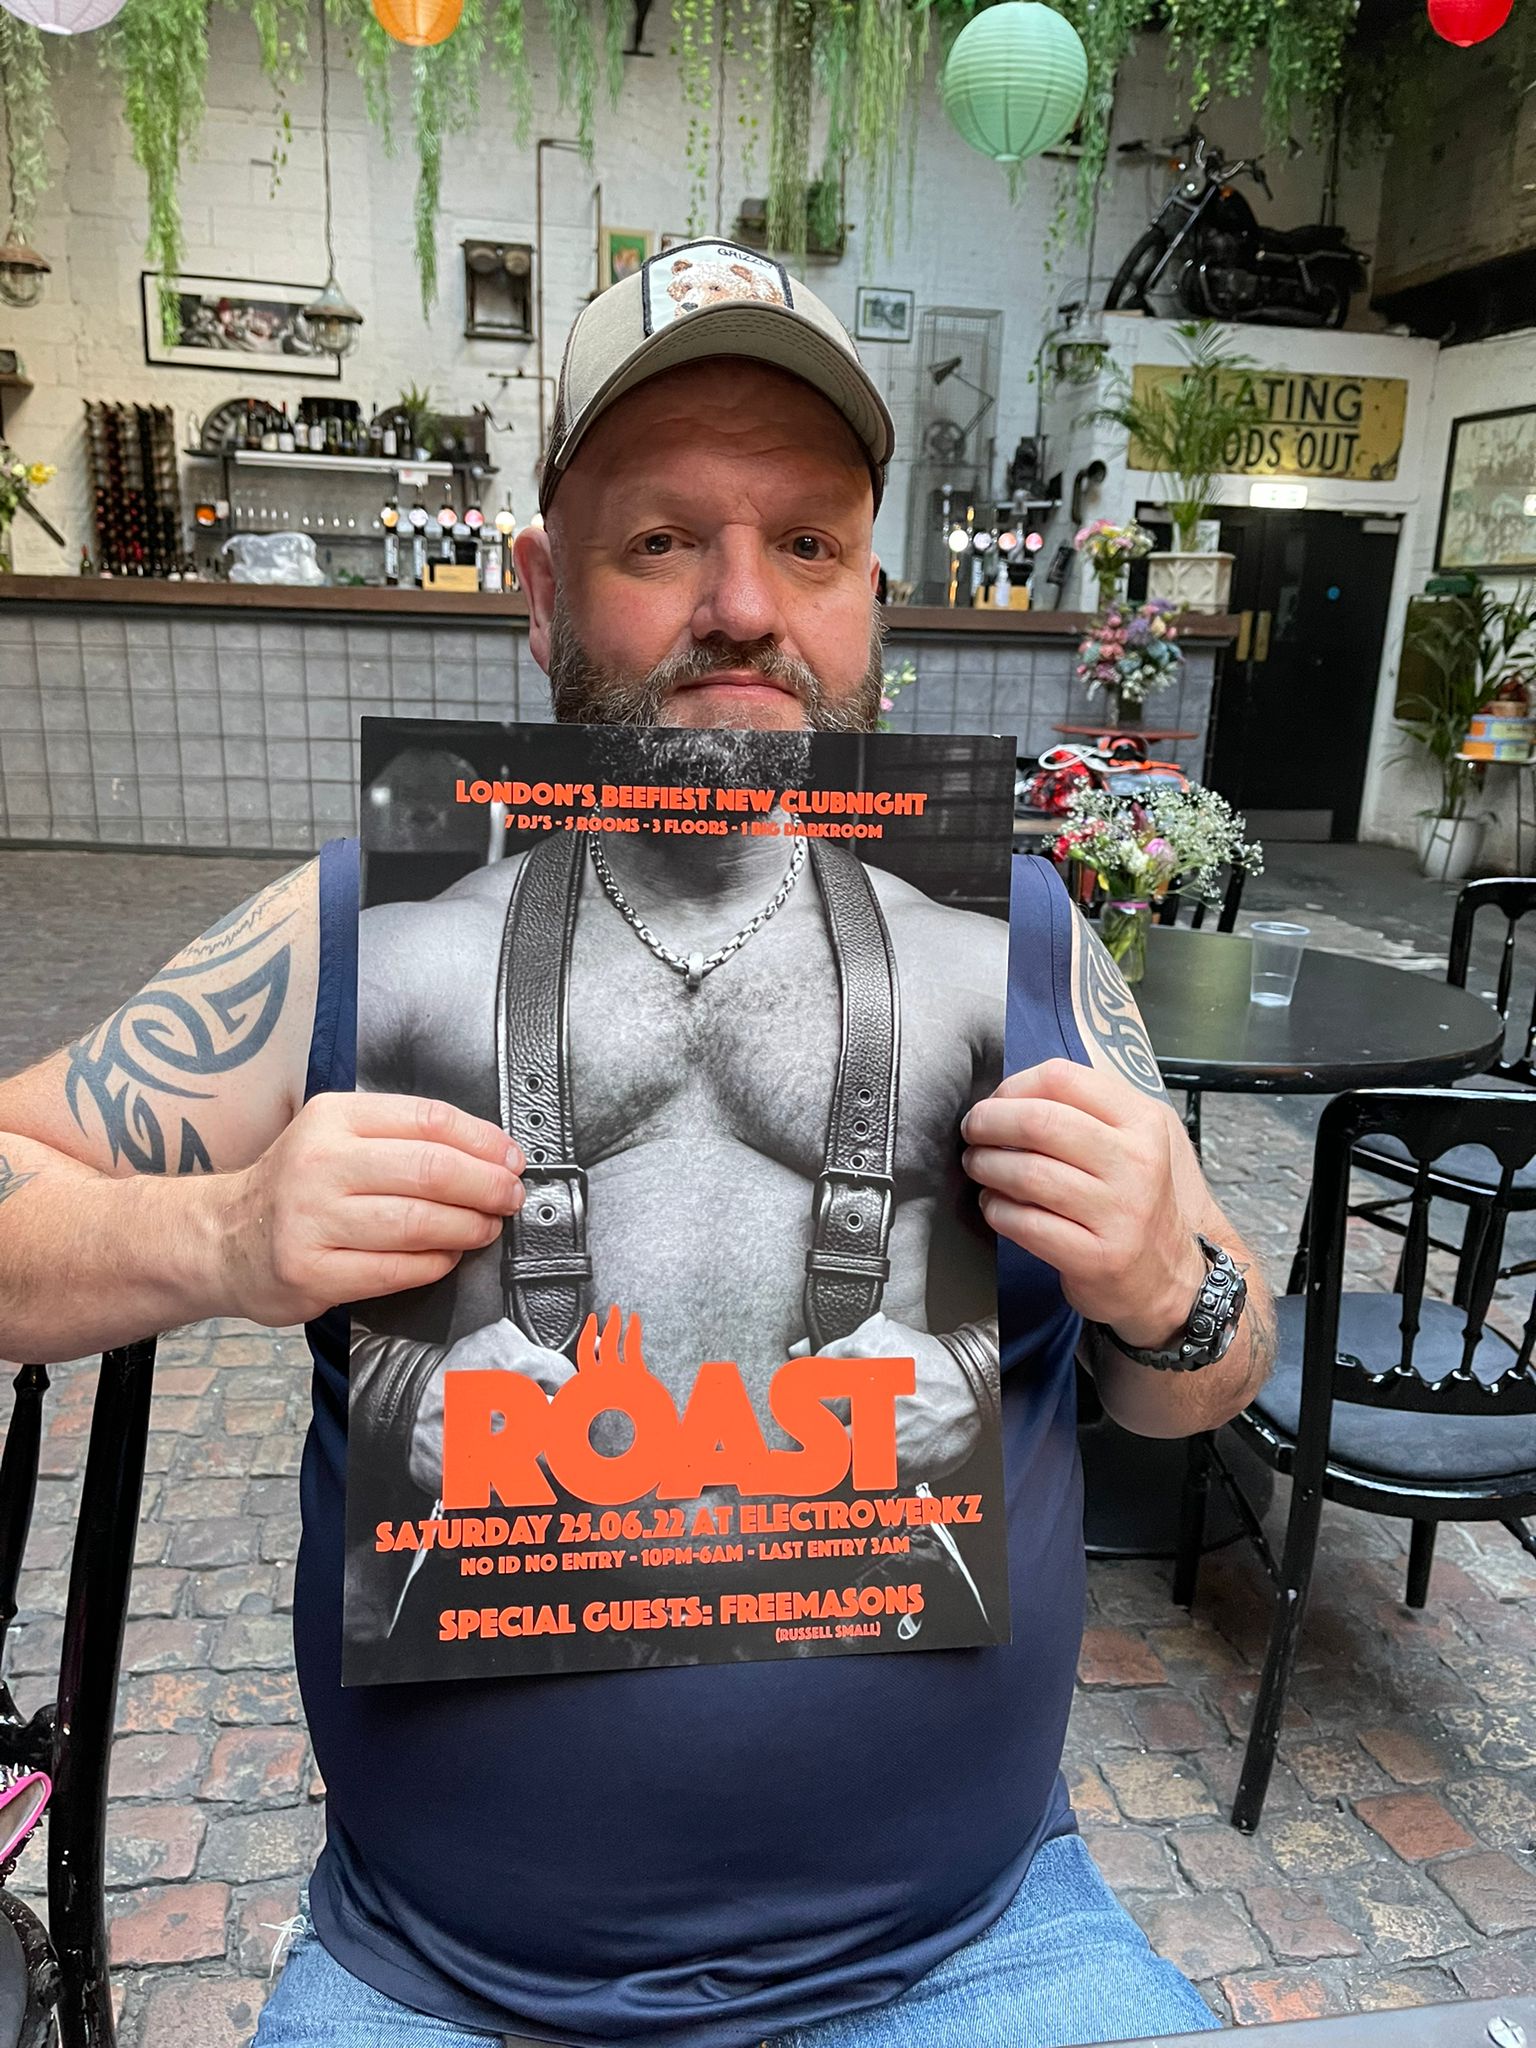 GRIZZLY
LATING
ODS OUT
LONDON'S BEEFIEST NEW CLUBNIGHT
7 DJ'S - 5 ROOMS - 3 FLOORS - 1 BIG DARKROOM
ROAST
SATURDAY 25.06.22 AT ELECTROWERKZ
NO ID NO ENTRY - 10PM-6AM - LAST ENTRY 3AM
SPECIAL GUESTS: FREEMASONS
(RUSSELL SMALL)